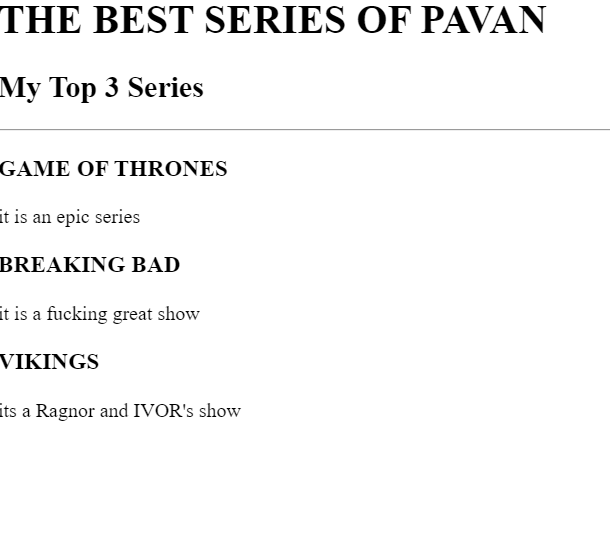 THE BEST SERIES OF PAVAN
My Top 3 Series
GAME OF THRONES
it is an epic series
BREAKING BAD
it is a fucking great show
VIKINGS
its a Ragnor and IVOR's show